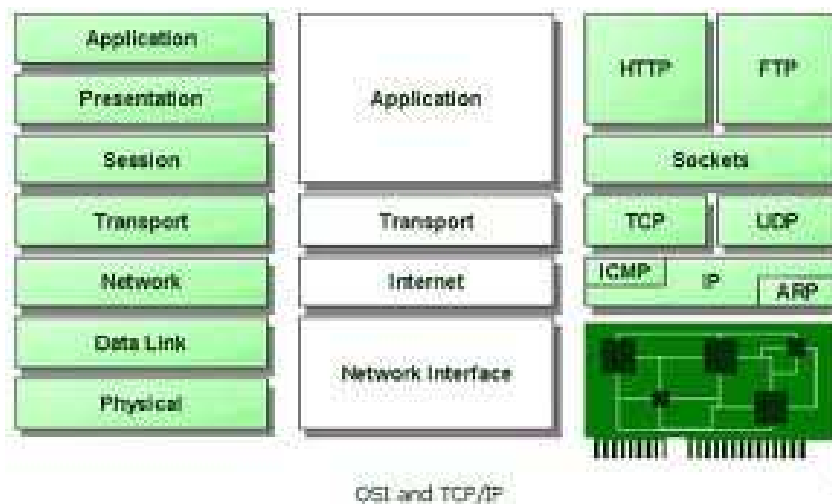 Application
Presentation
Session
Transport
Network
Data Link
Physical
Application
Transport
Internet
Network Interface
HTTP
FTP
Sockets
TCP
UDP
ICMP
IP
ARP
OSI and TCP/IP